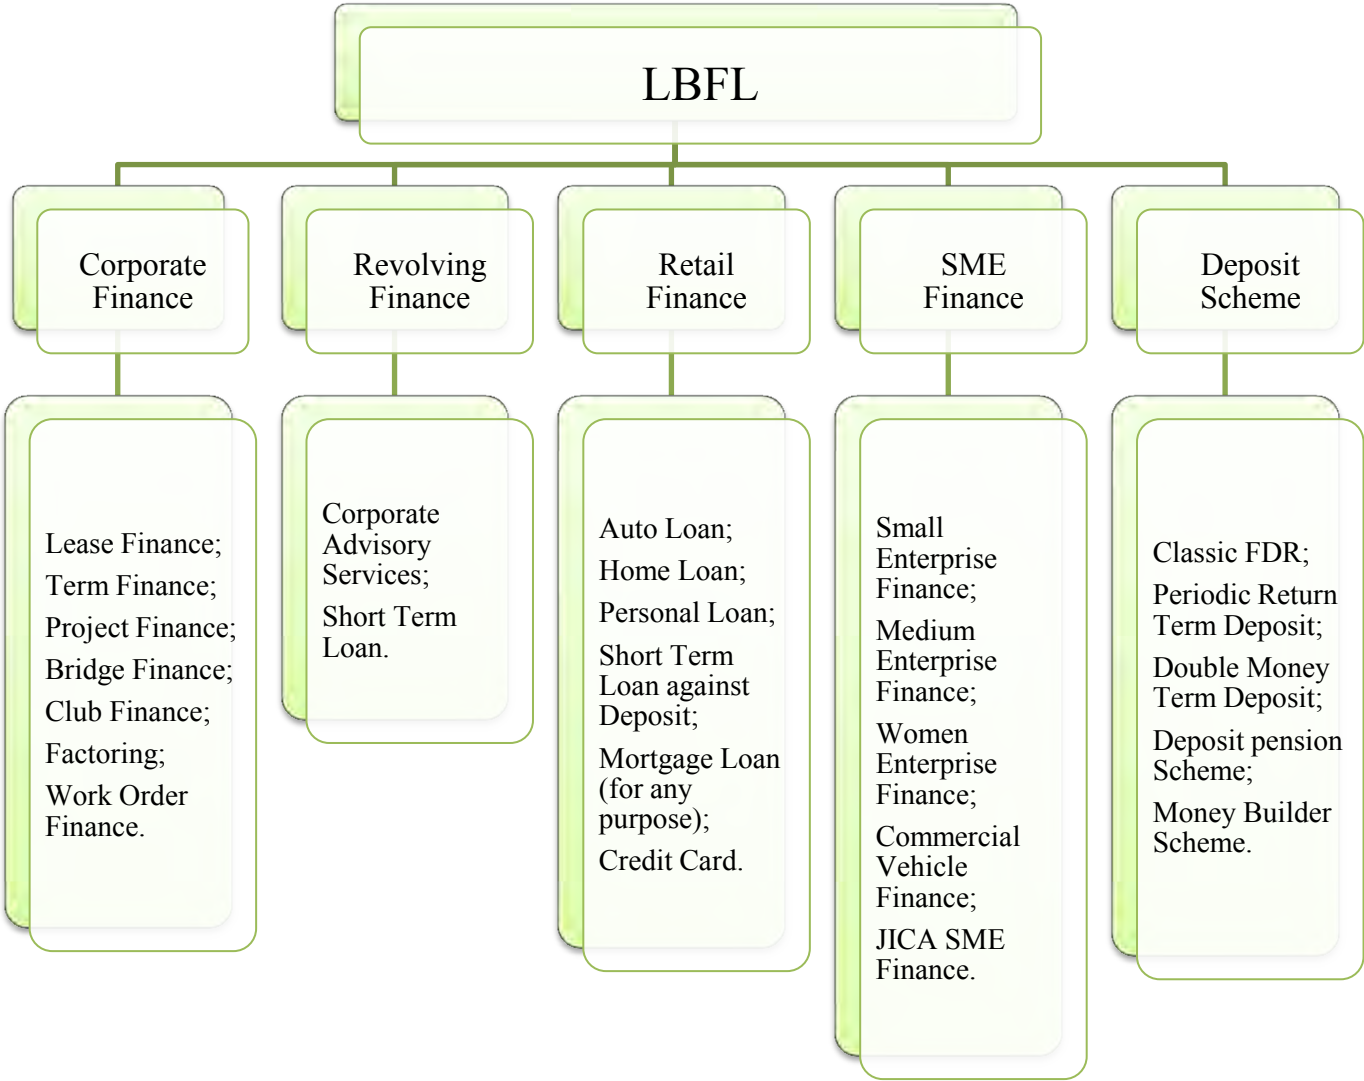 LBFL
Corporate
Finance
Revolving
Finance
Retail
Finance
SME
Finance
Deposit
Scheme
Lease Finance;
Term Finance;
Project Finance;
Bridge Finance;
Club Finance;
Factoring;
Work Order
Finance.
Corporate
Advisory
Services;
Short Term
Loan.
Auto Loan;
Home Loan;
Personal Loan;
Short Term
Loan against
Deposit;
Mortgage Loan
(for any
purpose);
Credit Card.
Small
Enterprise
Finance;
Medium
Enterprise
Finance;
Women
Enterprise
Finance;
Commercial
Vehicle
Finance;
JICA SME
Finance.
Classic FDR;
Periodic Return
Term Deposit;
Double Money
Term Deposit;
Deposit pension
Scheme;
Money Builder
Scheme.